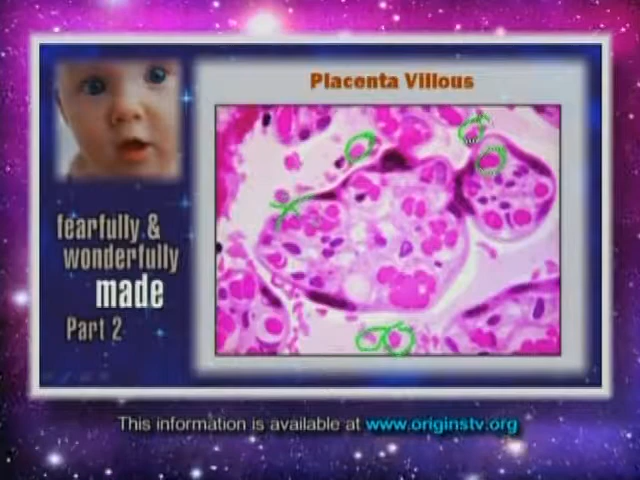 Placenta Villous
fearfully &
wonderfully
made
Part 2
This information is available at www.originstv.org